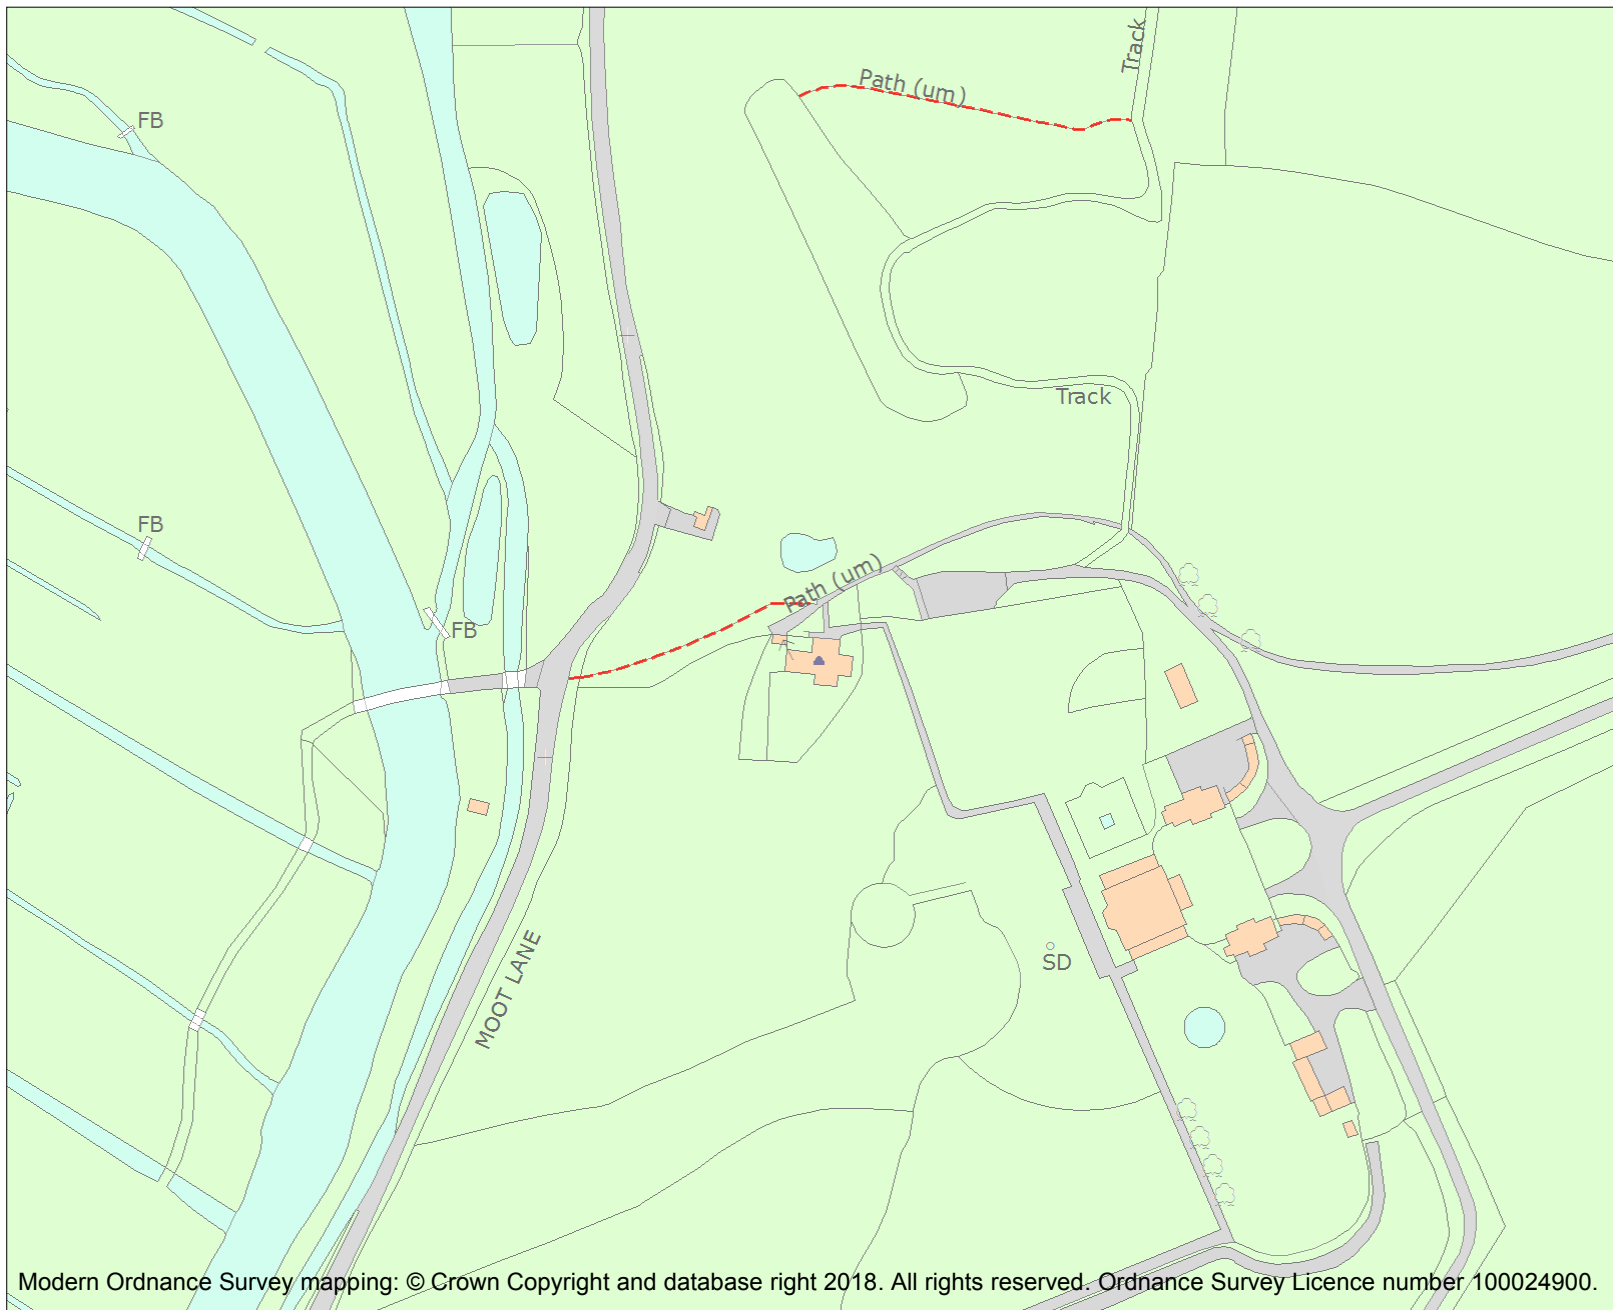 Track
Path (um)
FB
Track
FB
Path (um)
FB
MOOT LANE
SD
Modern Ordnance Survey mapping: © Crown Copyright and database right 2018. All rights reserved. Ordnance Survey Licence number 100024900.